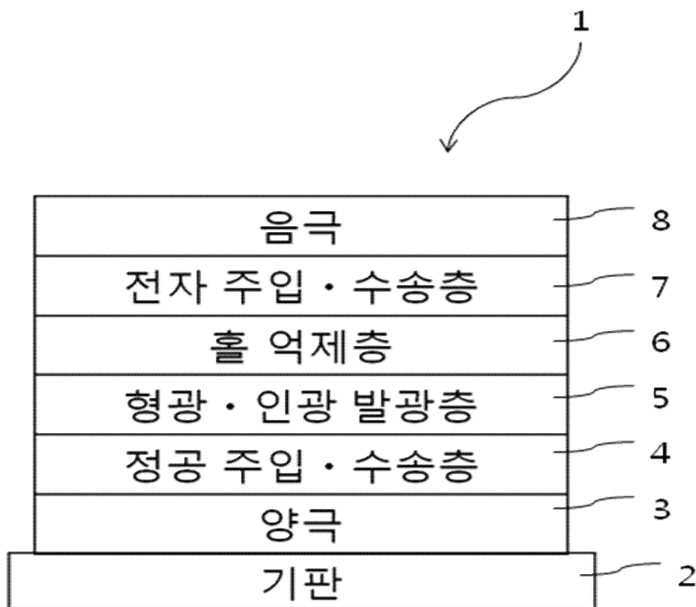 1
음극 8
전자 주입・수송층 7
홀 억제층 6
형광・인광 발광층 5
정공 주입・수송층 4
양극 3
기판 2